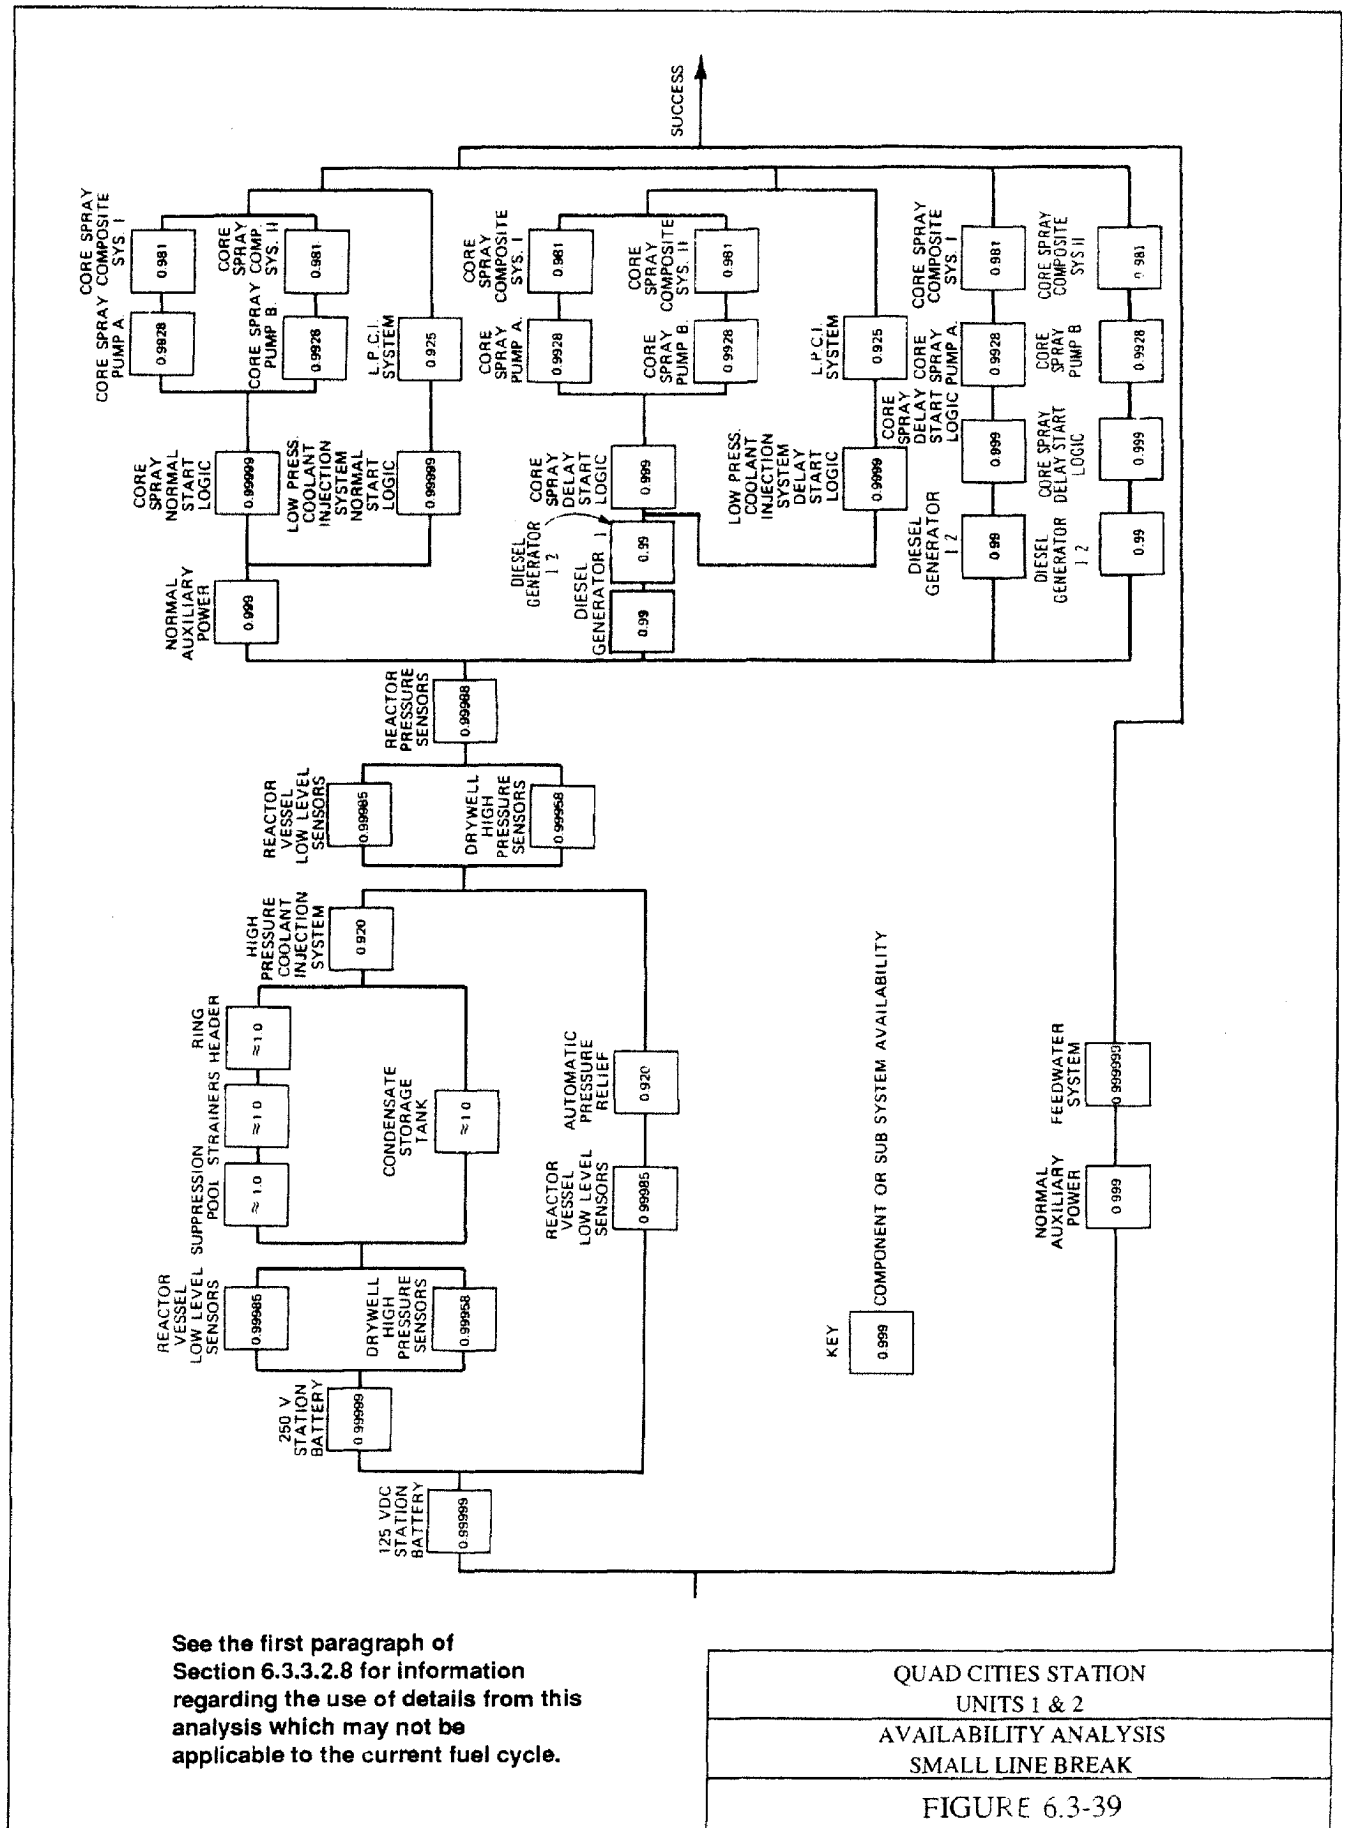 SUCCESS
CORE SPRAY
COMPOSITE
SYS. I
0.981
CORE SPRAY
PUMP A.
0.9928
CORE
SPRAY
COMP.
SYS. II
0.981
CORE SPRAY
PUMP B.
0.9928
L.P.C.I.
SYSTEM
0.925
CORE
SPRAY
NORMAL
START
LOGIC
0.99999
LOW PRESS.
COOLANT
INJECTION
SYSTEM
NORMAL
START
LOGIC
0.99999
NORMAL
AUXILIARY
POWER
0.999
CORE
SPRAY
COMPOSITE
SYS. I
0.981
CORE
SPRAY
PUMP A.
0.9928
CORE
SPRAY
COMPOSITE
SYS. II
0.981
CORE
SPRAY
PUMP B.
0.9928
L.P.C.I.
SYSTEM
0.925
CORE
SPRAY
DELAY
START
LOGIC
0.999
LOW PRESS.
COOLANT
INJECTION
SYSTEM
DELAY
START
LOGIC
0.9999
DIESEL
GENERATOR
1 2
0.99
DIESEL
GENERATOR 1
0.99
CORE SPRAY
COMPOSITE
SYS. I
0.981
CORE
SPRAY
PUMP A.
0.9928
CORE
SPRAY
DELAY
START
LOGIC
0.999
DIESEL
GENERATOR
1 2
0.99
CORE SPRAY
COMPOSITE
SYS II
0.981
CORE
SPRAY
PUMP B
0.9928
CORE SPRAY
DELAY START
LOGIC
0.999
DIESEL
GENERATOR
1 2
0.99
REACTOR
PRESSURE
SENSORS
0.99988
REACTOR
VESSEL
LOW LEVEL
SENSORS
0.99985
DRYWELL
HIGH
PRESSURE
SENSORS
0.99958
HIGH
PRESSURE
COOLANT
INJECTION
SYSTEM
0.920
RING
HEADER
≈1.0
STRAINERS
≈1.0
SUPPRESSION
POOL
≈1.0
CONDENSATE
STORAGE
TANK
≈1.0
AUTOMATIC
PRESSURE
RELIEF
0.920
REACTOR
VESSEL
LOW LEVEL
SENSORS
0.99985
REACTOR
VESSEL
LOW LEVEL
SENSORS
0.99985
DRYWELL
HIGH
PRESSURE
SENSORS
0.99958
250 V
STATION
BATTERY
0.99999
125 VDC
STATION
BATTERY
0.99999
FEEDWATER
SYSTEM
0.999999
NORMAL
AUXILIARY
POWER
0.999
KEY
0.999
COMPONENT OR SUB SYSTEM AVAILABILITY
See the first paragraph of
Section 6.3.3.2.8 for information
regarding the use of details from this
analysis which may not be
applicable to the current fuel cycle.
QUAD CITIES STATION
UNITS 1 & 2
AVAILABILITY ANALYSIS
SMALL LINE BREAK
FIGURE 6.3-39